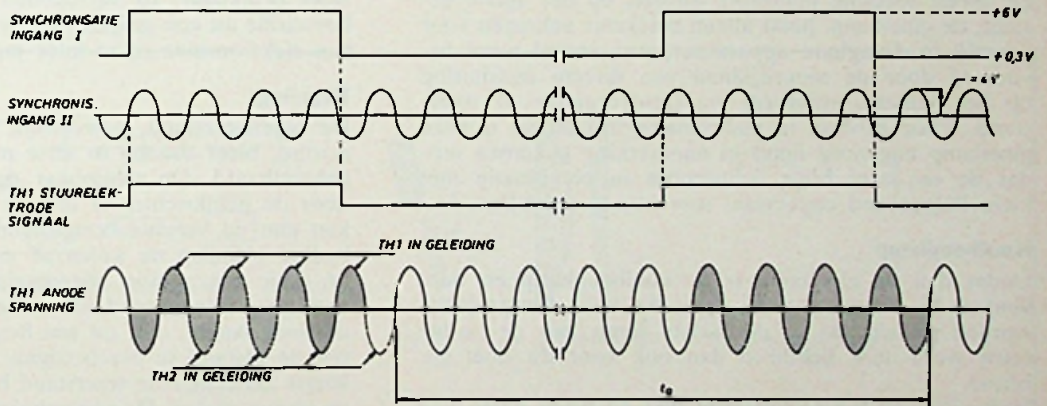 SYNCHRONISATIE
INGANG I
+6V
+0,3V
≈4V
SYNCHRONIS.
INGANG II
TH1 STUURELEK-
TRODE
SIGNAAL
TH1 IN GELEIDING
TH1 ANODE
SPANNING
TH2 IN GELEIDING